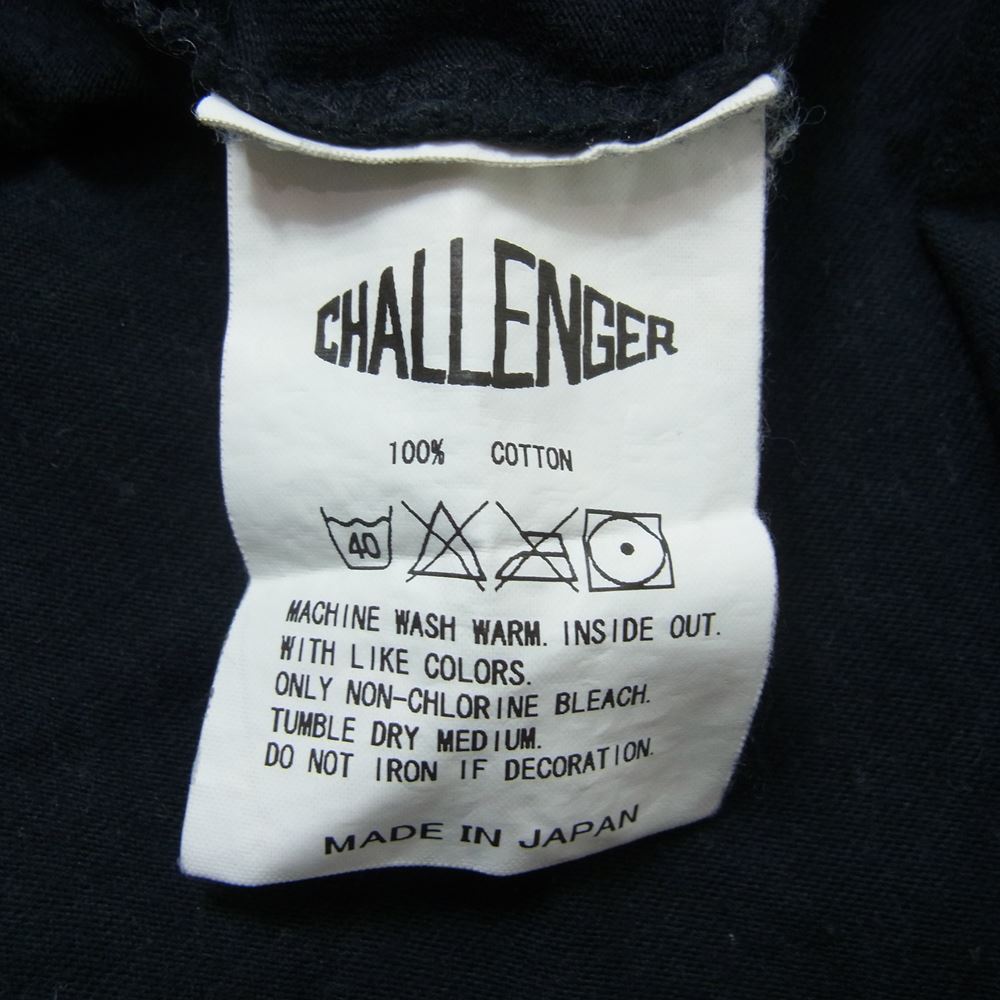 CHALLENGER
100% COTTON
40
MACHINE WASH WARM. INSIDE OUT.
WITH LIKE COLORS.
ONLY NON-CHLORINE BLEACH.
TUMBLE DRY MEDIUM.
DO NOT IRON IF DECORATION.
MADE IN JAPAN